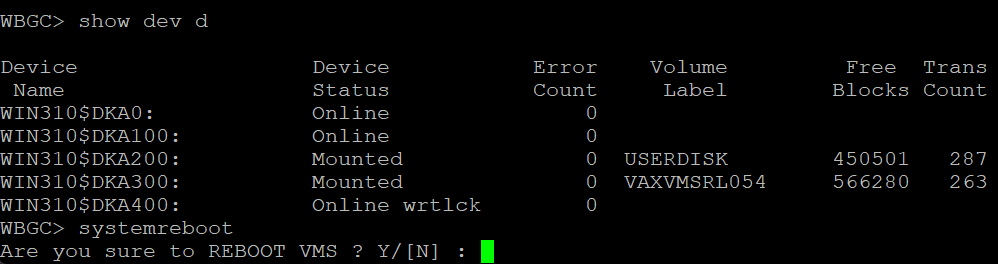 WBGC> show dev d
Device                  Device           Error    Volume         Free  Trans
 Name                   Status           Count     Label        Blocks Count
WIN310$DKA0:            Online               0
WIN310$DKA100:          Online               0
WIN310$DKA200:          Mounted              0  USERDISK        450501   287
WIN310$DKA300:          Mounted              0  VAXVMSRL054     566280   263
WIN310$DKA400:          Online wrtlck        0
WBGC> systemreboot
Are you sure to REBOOT VMS ? Y/[N] :